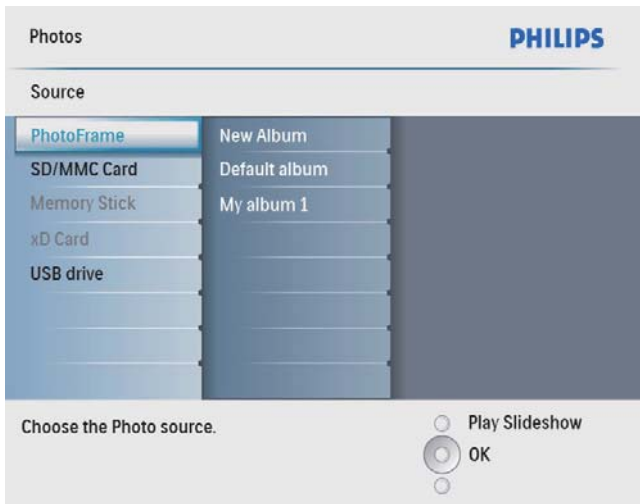 Photos
PHILIPS
Source
PhotoFrame
New Album
SD/MMC Card
Default album
Memory Stick
My album 1
xD Card
USB drive
Choose the Photo source.
Play Slideshow
OK